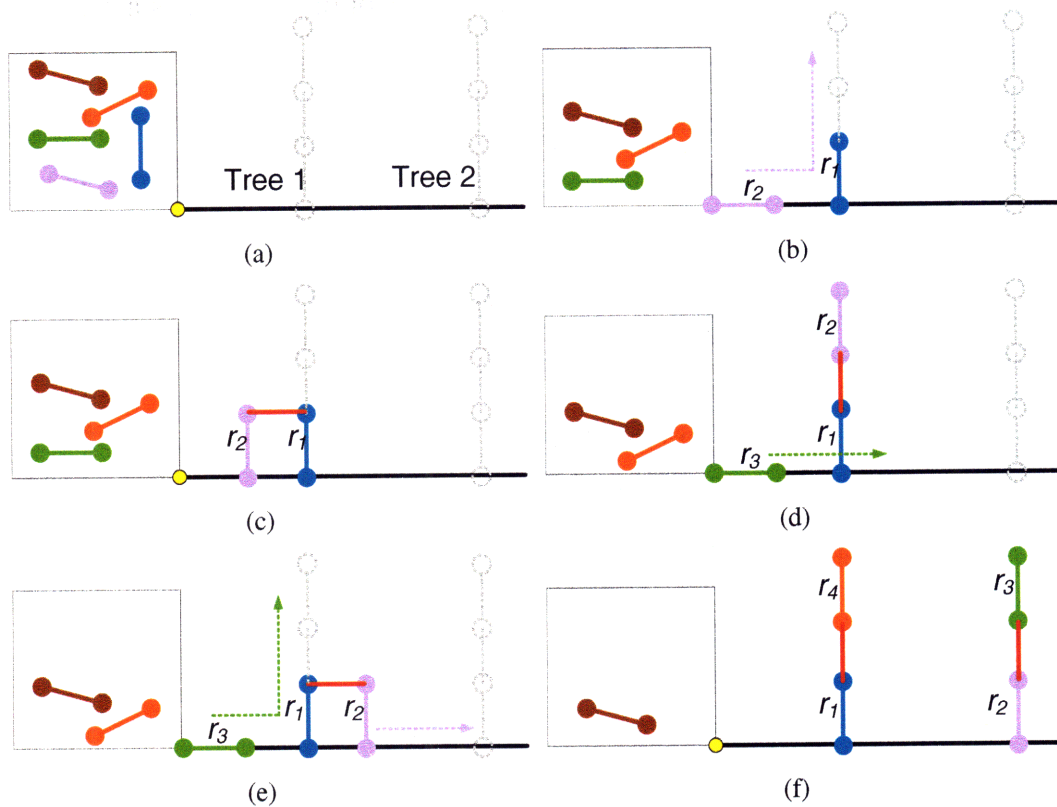 Tree 1 Tree 2
(a)
r2 r1
(b)
r2 r1
(c)
r2
r1
r3
(d)
r1 r2
r3
(e)
r4 r3
r1 r2
(f)